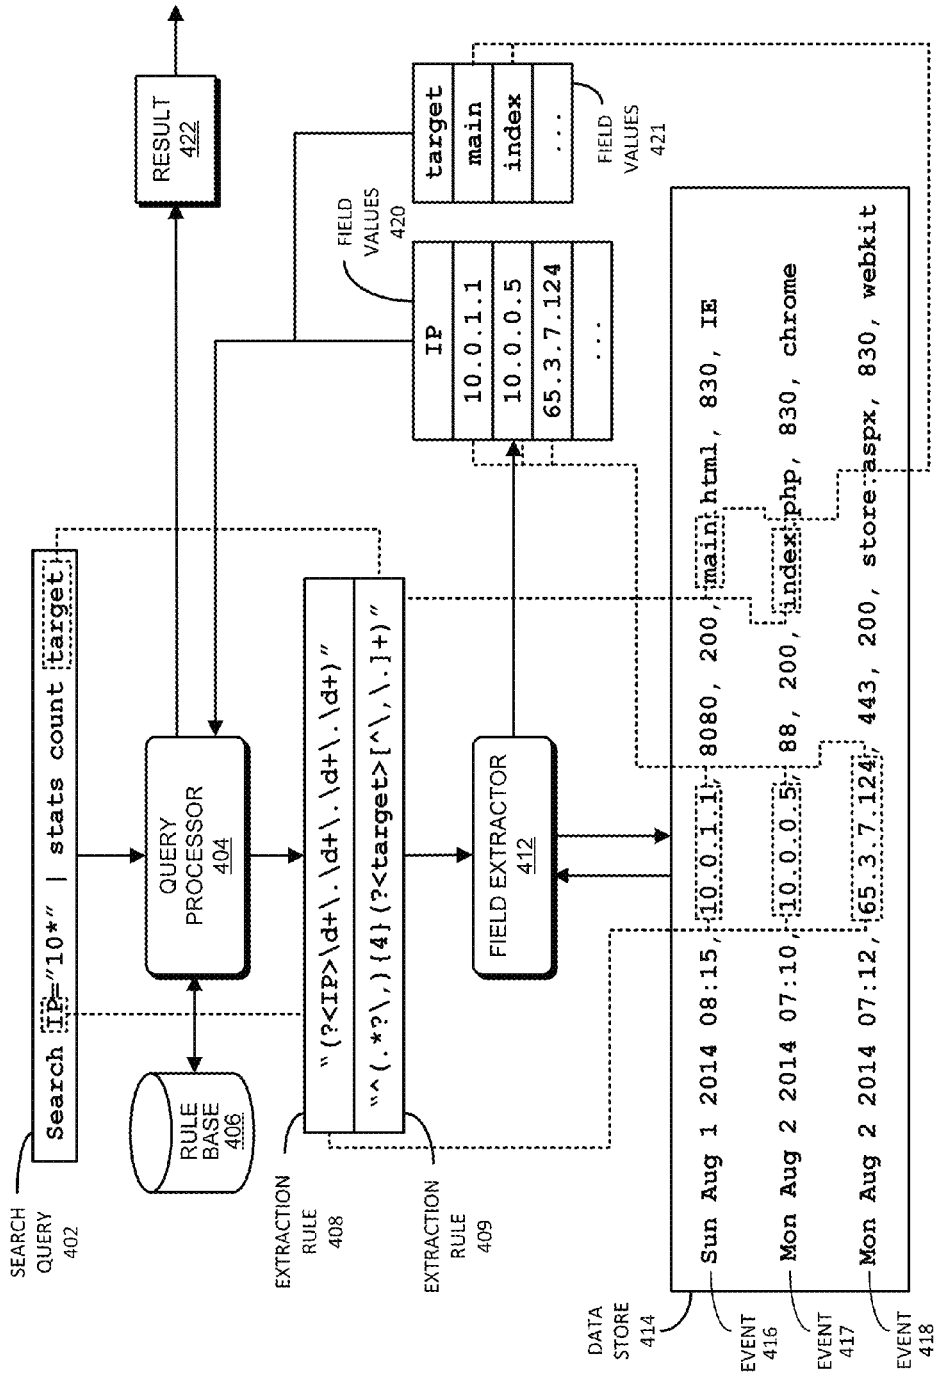 SEARCH
QUERY
402
Search IP="10*" | stats count target
RULE
BASE
406
QUERY
PROCESSOR
404
RESULT
422
EXTRACTION
RULE
408
"(?<IP>\d+\.\d+\.\d+\.\d+)"
"^(.*?\,){4}(?<target>[^\,\.]+)"
EXTRACTION
RULE
409
FIELD
VALUES
420
IP
10.0.1.1
10.0.0.5
65.3.7.124
...
target
main
index
...
FIELD
VALUES
421
FIELD EXTRACTOR
412
DATA
STORE
414
Sun Aug 1 2014 08:15, 10.0.1.1, 8080, 200, main.html, 830, IE
Mon Aug 2 2014 07:10, 10.0.0.5, 88, 200, index.php, 830, chrome
Mon Aug 2 2014 07:12, 65.3.7.124, 443, 200, store.aspx, 830, webkit
EVENT
416
EVENT
417
EVENT
418